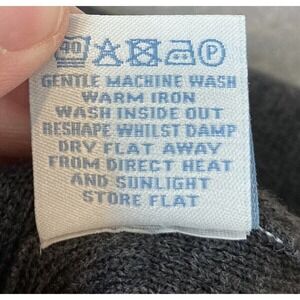 40 P
GENTLE MACHINE WASH
WARM IRON
WASH INSIDE OUT
RESHAPE WHILST DAMP
DRY FLAT AWAY
FROM DIRECT HEAT
AND SUNLIGHT
STORE FLAT